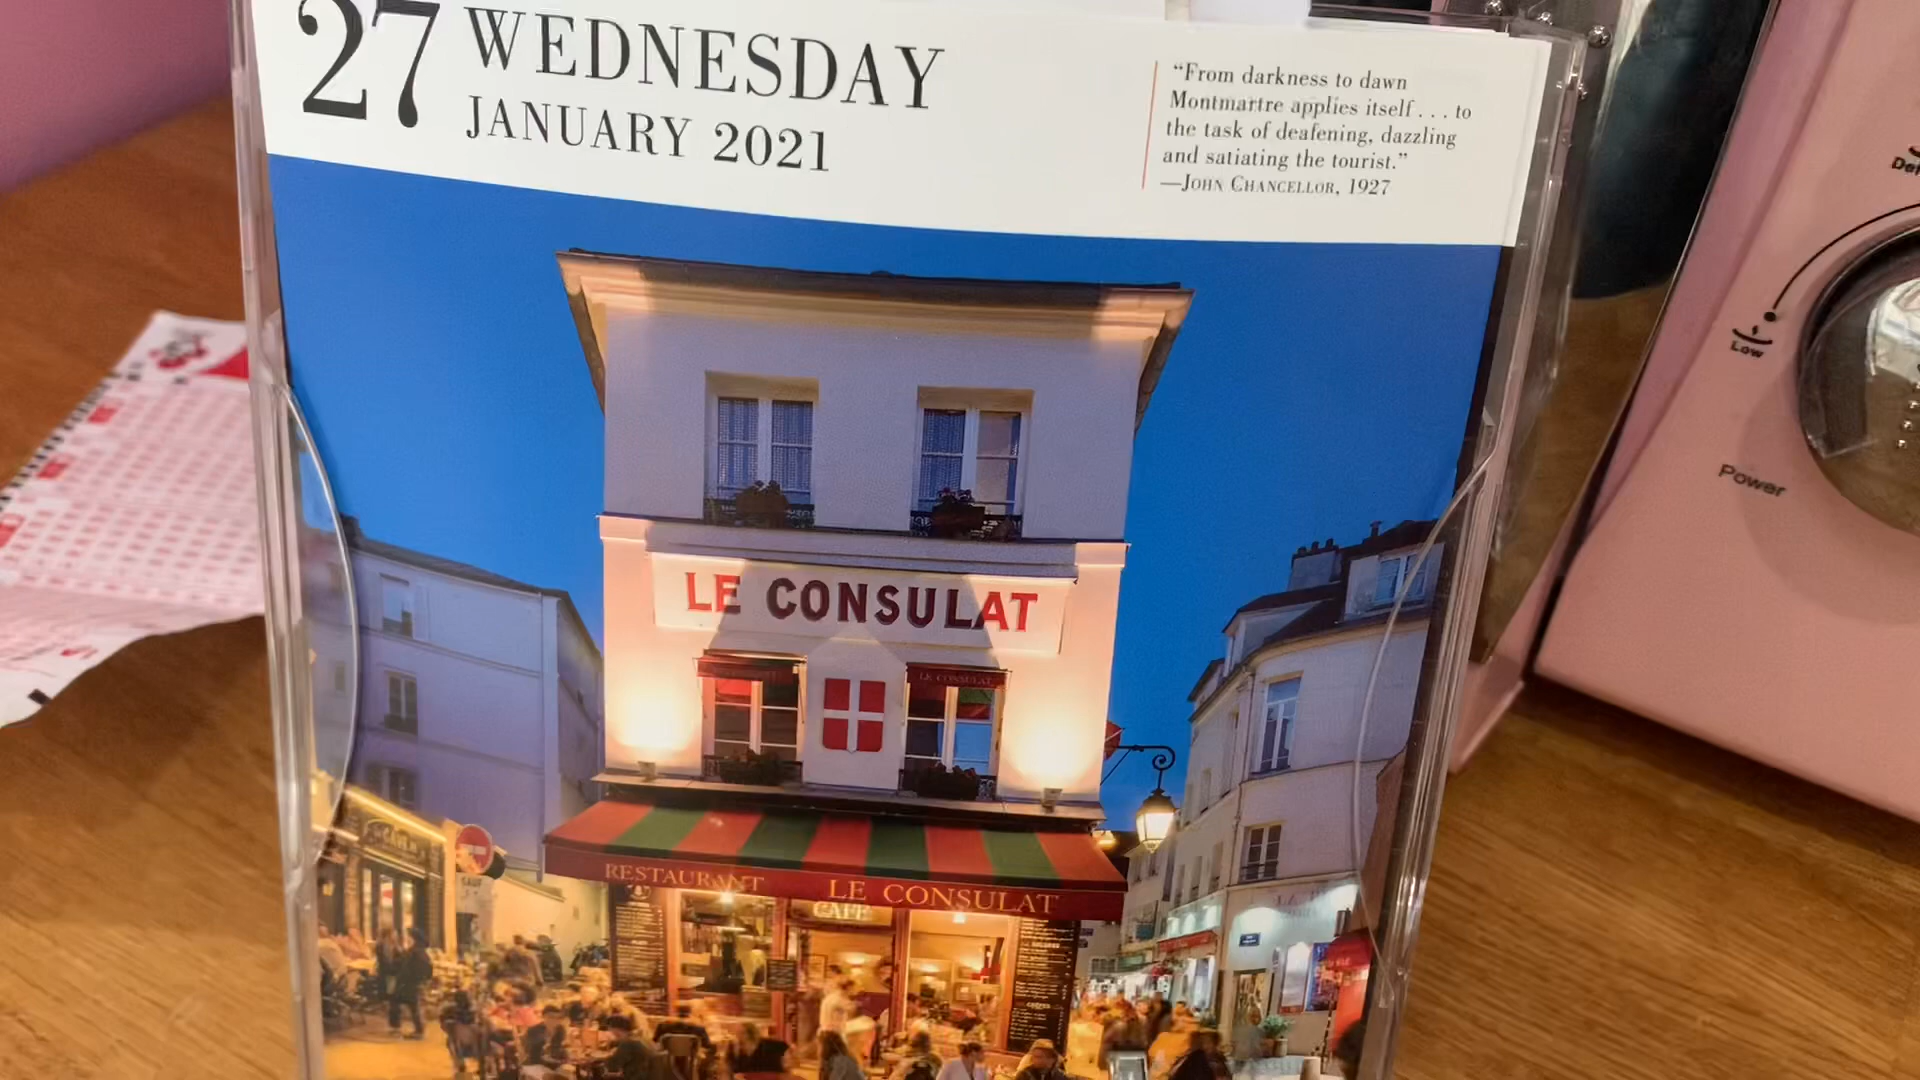 27 WEDNESDAY
JANUARY 2021
“From darkness to dawn
Montmartre applies itself . . . to
the task of deafening, dazzling
and satiating the tourist.”
—John Chancellor, 1927
LE CONSULAT
LE CONSULAT
RESTAURANT LE CONSULAT
CAFE
SAUF
Low
Power